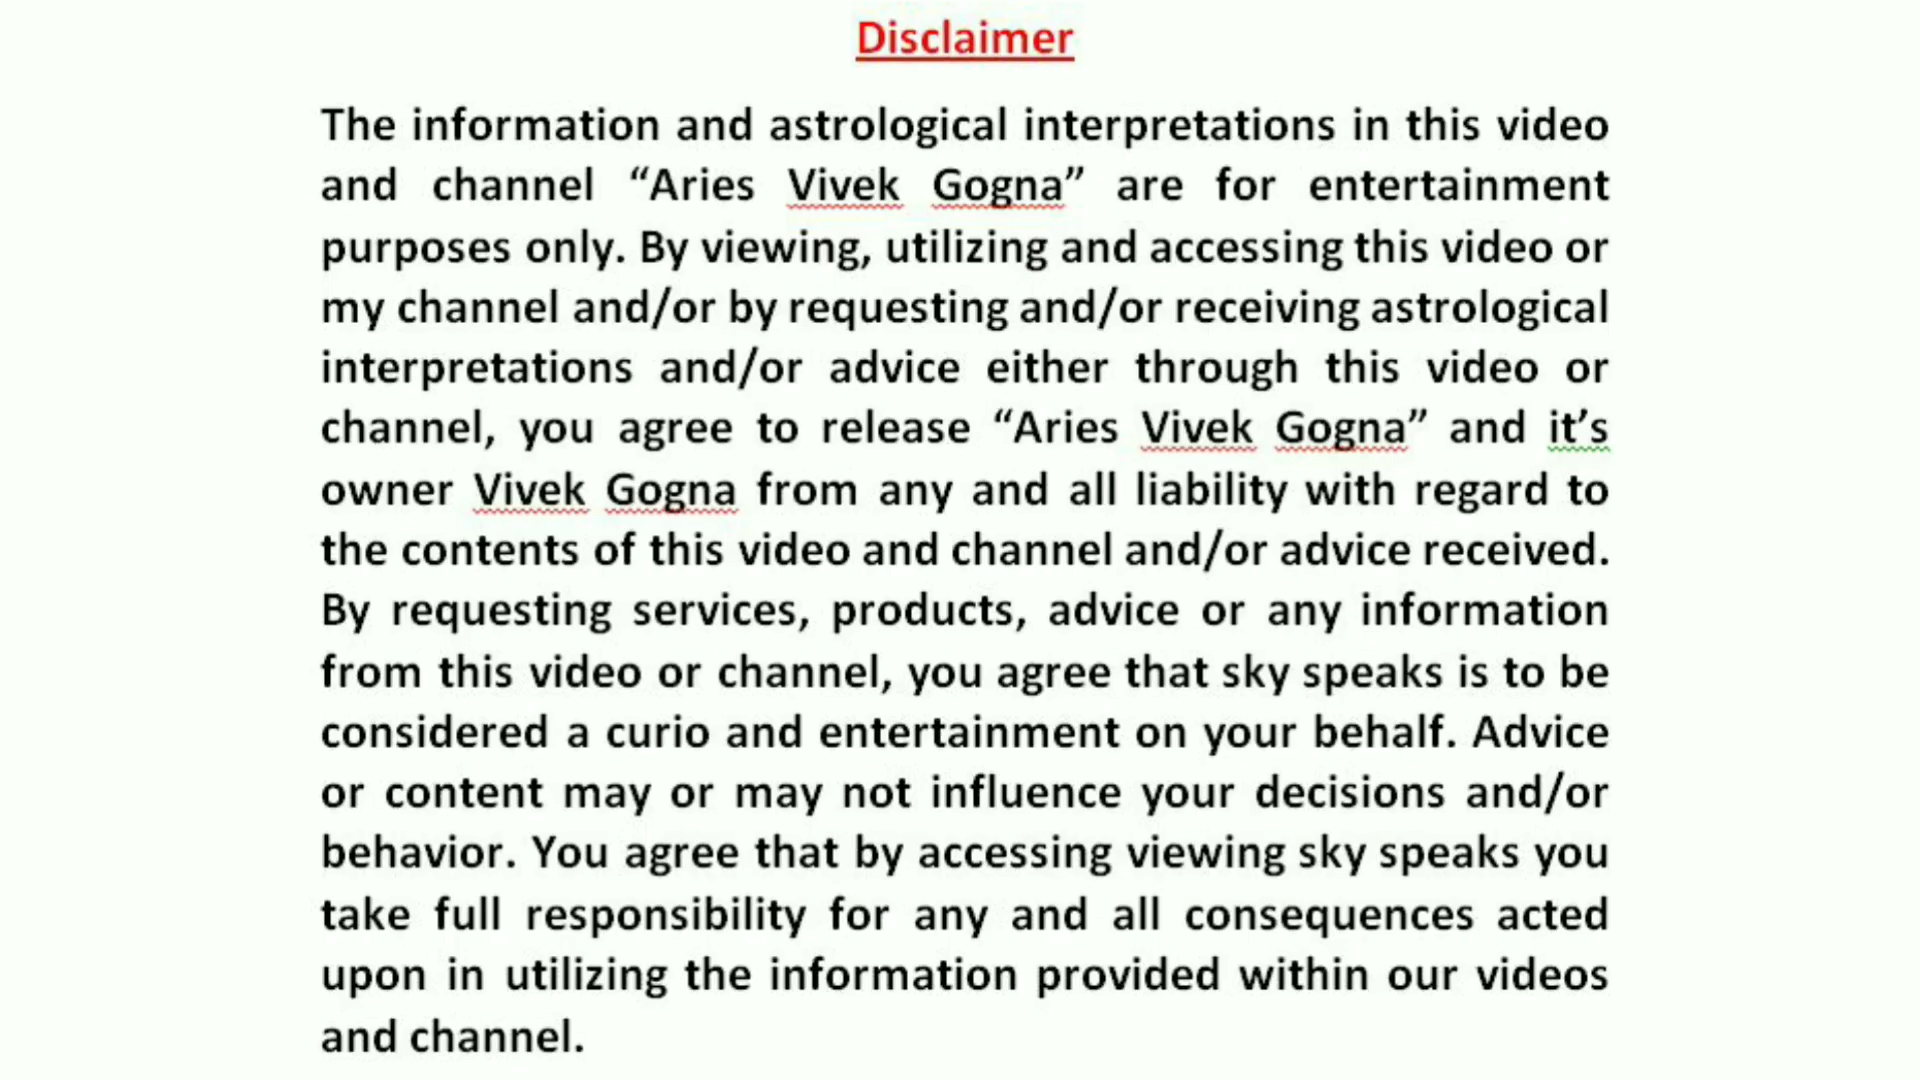 Disclaimer
The information and astrological interpretations in this video
and channel “Aries Vivek Gogna” are for entertainment
purposes only. By viewing, utilizing and accessing this video or
my channel and/or by requesting and/or receiving astrological
interpretations and/or advice either through this video or
channel, you agree to release “Aries Vivek Gogna” and it’s
owner Vivek Gogna from any and all liability with regard to
the contents of this video and channel and/or advice received.
By requesting services, products, advice or any information
from this video or channel, you agree that sky speaks is to be
considered a curio and entertainment on your behalf. Advice
or content may or may not influence your decisions and/or
behavior. You agree that by accessing viewing sky speaks you
take full responsibility for any and all consequences acted
upon in utilizing the information provided within our videos
and channel.